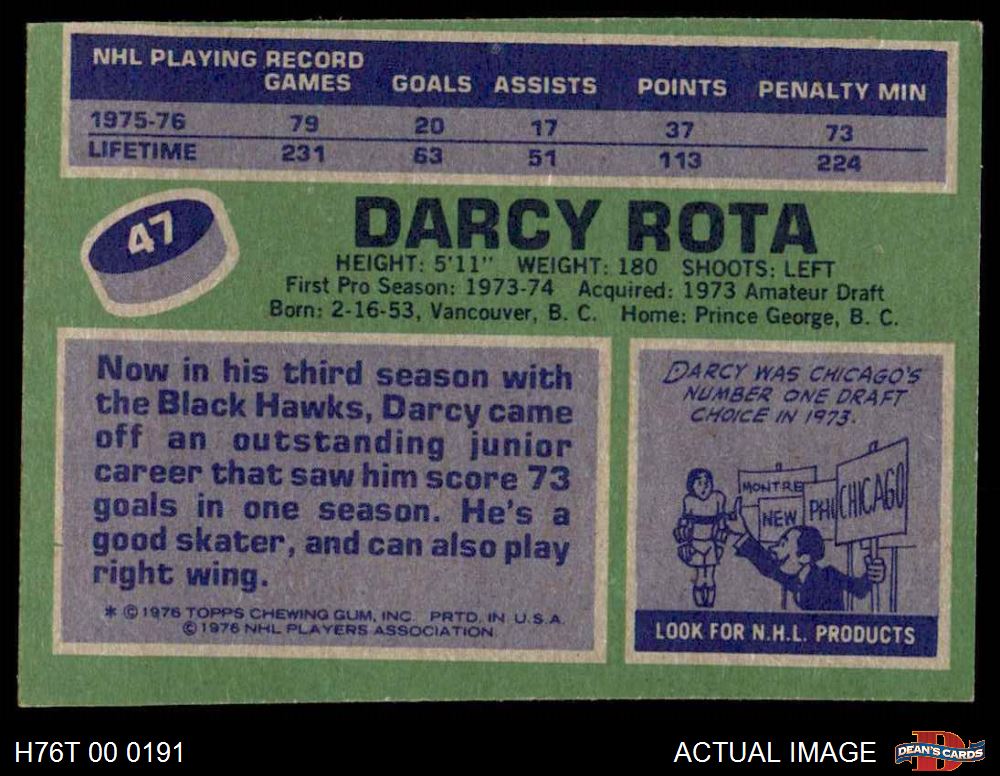 NHL PLAYING RECORD
GAMES GOALS ASSISTS POINTS PENALTY MIN
1975-76 79 20 17 37 73
LIFETIME 231 63 51 113 224
47
DARCY ROTA
HEIGHT: 5'11" WEIGHT: 180 SHOOTS: LEFT
First Pro Season: 1973-74 Acquired: 1973 Amateur Draft
Born: 2-16-53, Vancouver, B. C. Home: Prince George, B. C.
Now in his third season with
the Black Hawks, Darcy came
off an outstanding junior
career that saw him score 73
goals in one season. He's a
good skater, and can also play
right wing.
* © 1976 TOPPS CHEWING GUM, INC. PRTD. IN U.S.A.
© 1976 NHL PLAYERS ASSOCIATION
DARCY WAS CHICAGO'S
NUMBER ONE DRAFT
CHOICE IN 1973.
MONTRE
NEW
PHI
CHICAGO
LOOK FOR N.H.L. PRODUCTS
H76T 00 0191
ACTUAL IMAGE
D
DEAN'S CARDS